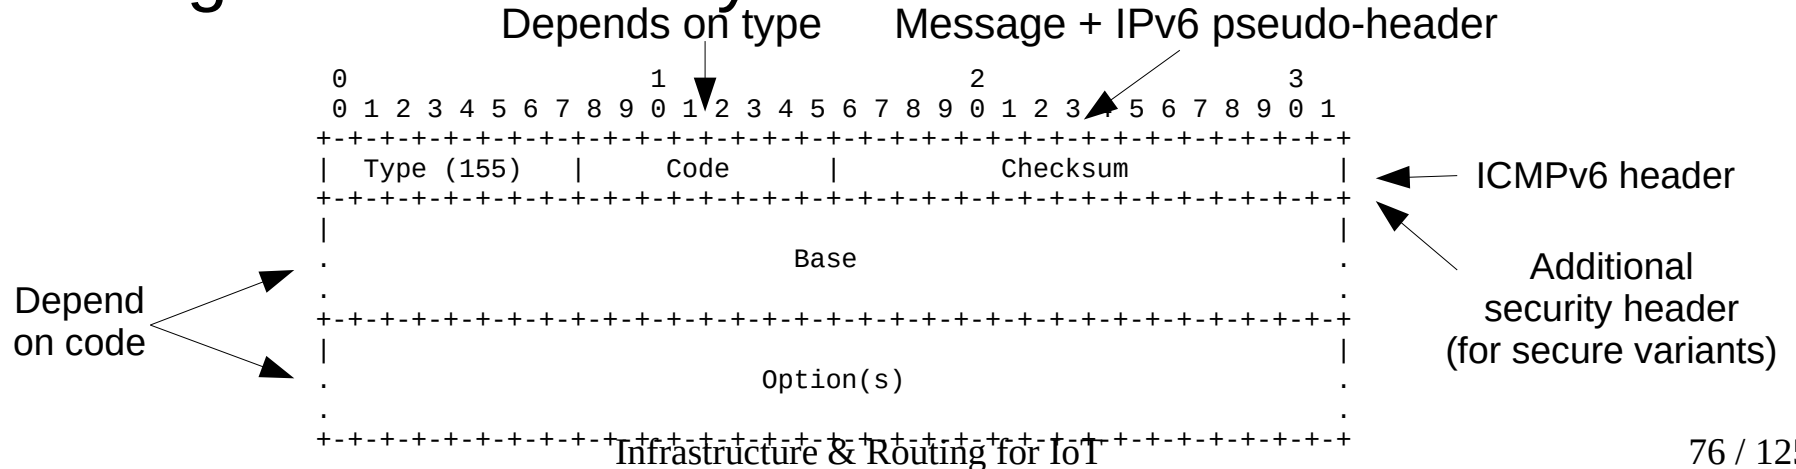 Depends on type Message + IPv6 pseudo-header
0 1 2 3
0 1 2 3 4 5 6 7 8 9 0 1 2 3 4 5 6 7 8 9 0 1 2 3 4 5 6 7 8 9 0 1
+-+-+-+-+-+-+-+-+-+-+-+-+-+-+-+-+-+-+-+-+-+-+-+-+-+-+-+-+-+-+-+-+
| Type (155) | Code | Checksum |
ICMPv6 header
+-+-+-+-+-+-+-+-+-+-+-+-+-+-+-+-+-+-+-+-+-+-+-+-+-+-+-+-+-+-+-+-+
| |
. Base .
. .
Additional
security header
(for secure variants)
Depend
on code
+-+-+-+-+-+-+-+-+-+-+-+-+-+-+-+-+-+-+-+-+-+-+-+-+-+-+-+-+-+-+-+-+
| |
. Option(s) .
. .
+-+-+-+-+-+-+-+-+-+-+-+-+-+-+-+-+-+-+-+-+-+-+-+-+-+-+-+-+-+-+-+-+
Infrastructure & Routing for IoT
76 / 125